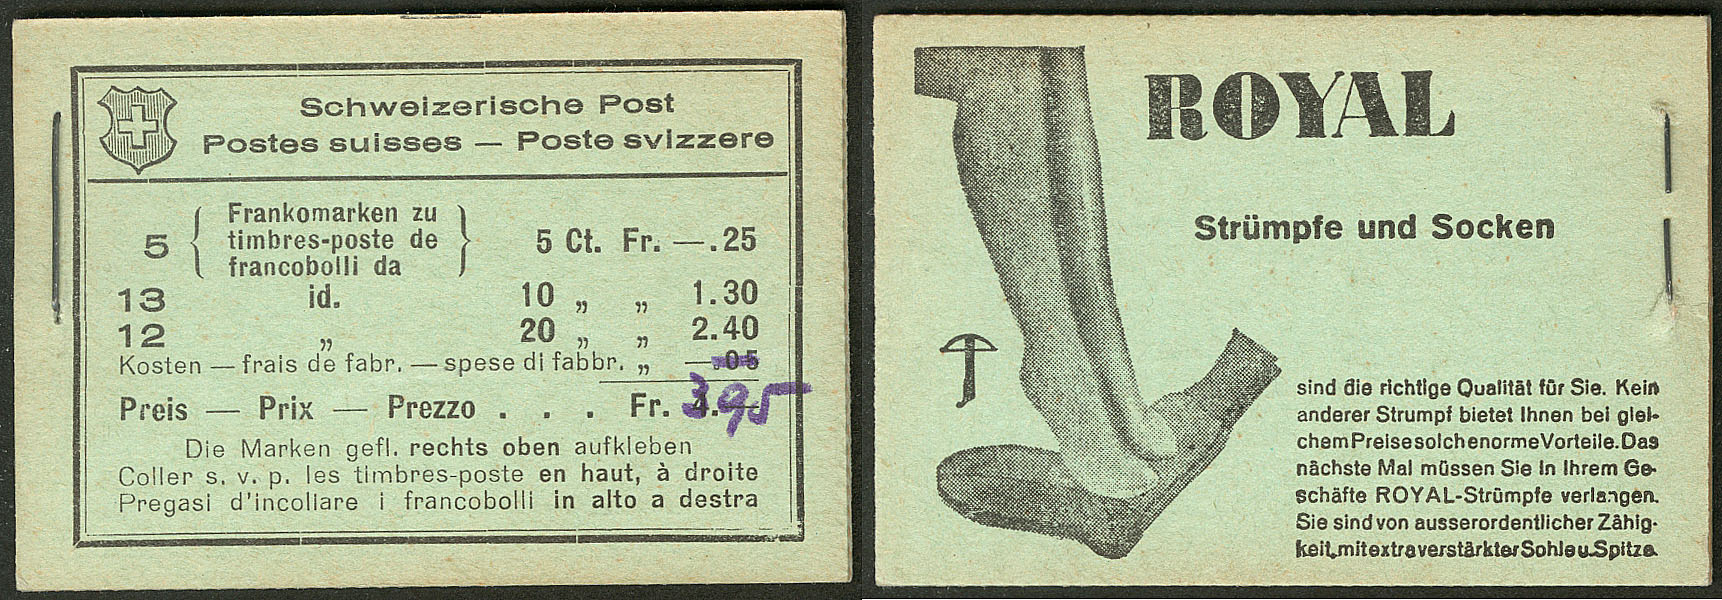 Schweizerische Post
Postes suisses — Poste svizzere
5 { Frankomarken zu
timbres-poste de
francobolli da } 5 Ct. Fr. —.25
13 id. 10 „ „ 1.30
12 „ 20 „ „ 2.40
Kosten — frais de fabr. — spese di fabbr. „ —.05
Preis — Prix — Prezzo . . . Fr. 4.—
3 95
Die Marken gefl. rechts oben aufkleben
Coller s. v. p. les timbres-poste en haut, à droite
Pregasi d'incollare i francobolli in alto a destra
ROYAL
Strümpfe und Socken
sind die richtige Qualität für Sie. Kein
anderer Strumpf bietet Ihnen bei glei-
chem Preise solch enorme Vorteile. Das
nächste Mal müssen Sie in Ihrem Ge-
schäfte ROYAL-Strümpfe verlangen.
Sie sind von ausserordentlicher Zähig-
keit, mit extra verstärkter Sohle u. Spitze.